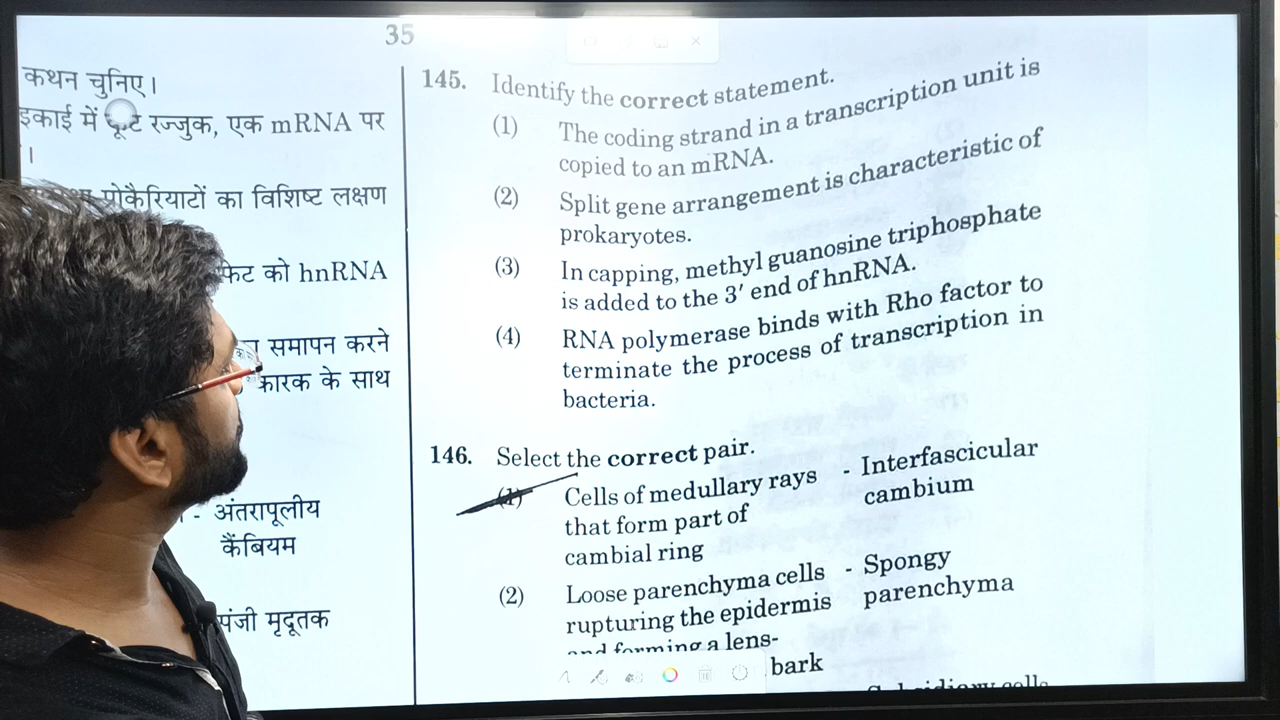 35
कथन चुनिए।
इकाई में कूट रज्जुक, एक mRNA पर
।
प्रोकैरियाटों का विशिष्ट लक्षण
को hnRNA
समापन करने
कारक के साथ
- अंतरापूलीय
कैंबियम
मृदूतक
145. Identify the correct statement.
(1) The coding strand in a transcription unit is
copied to an mRNA.
(2) Split gene arrangement is characteristic of
prokaryotes.
(3) In capping, methyl guanosine triphosphate
is added to the 3′ end of hnRNA.
(4) RNA polymerase binds with Rho factor to
terminate the process of transcription in
bacteria.
146. Select the correct pair.
(1) Cells of medullary rays - Interfascicular
that form part of cambium
cambial ring
(2) Loose parenchyma cells - Spongy
rupturing the epidermis parenchyma
and forming a lens-
bark